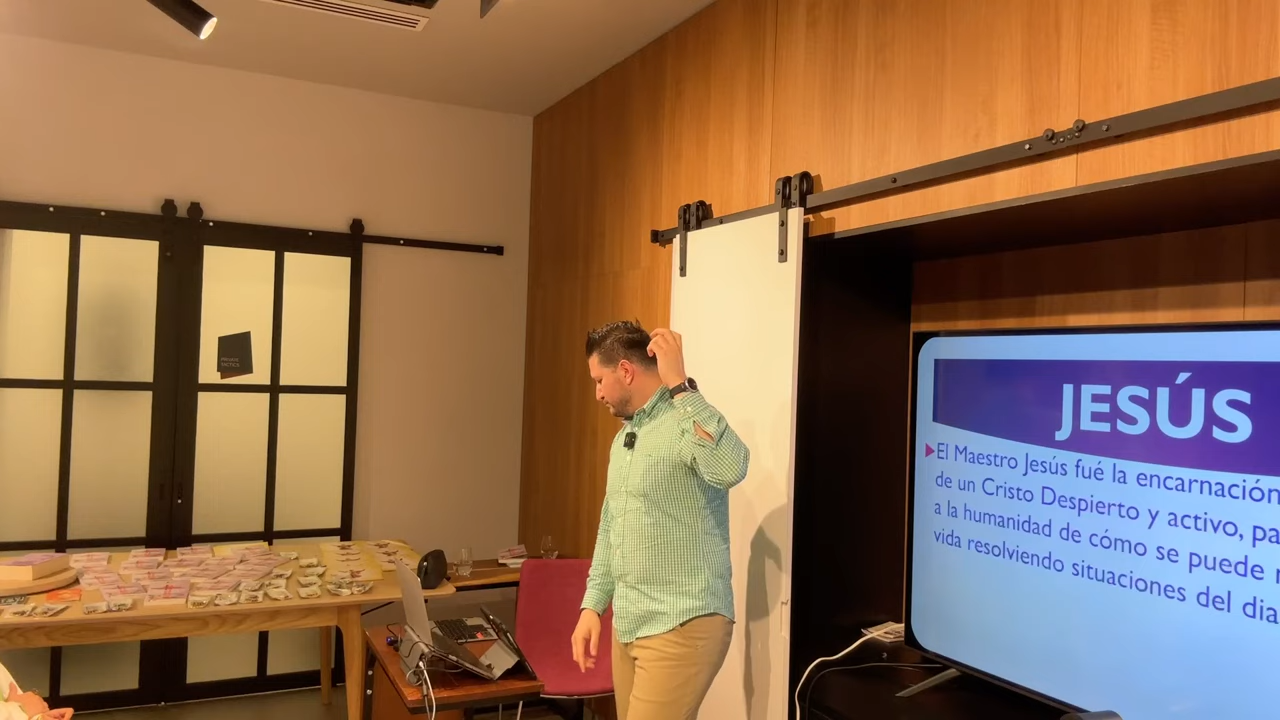 JESÚS
El Maestro Jesús fué la encarnación
de un Cristo Despierto y activo, pa
a la humanidad de cómo se puede
vida resolviendo situaciones del dia